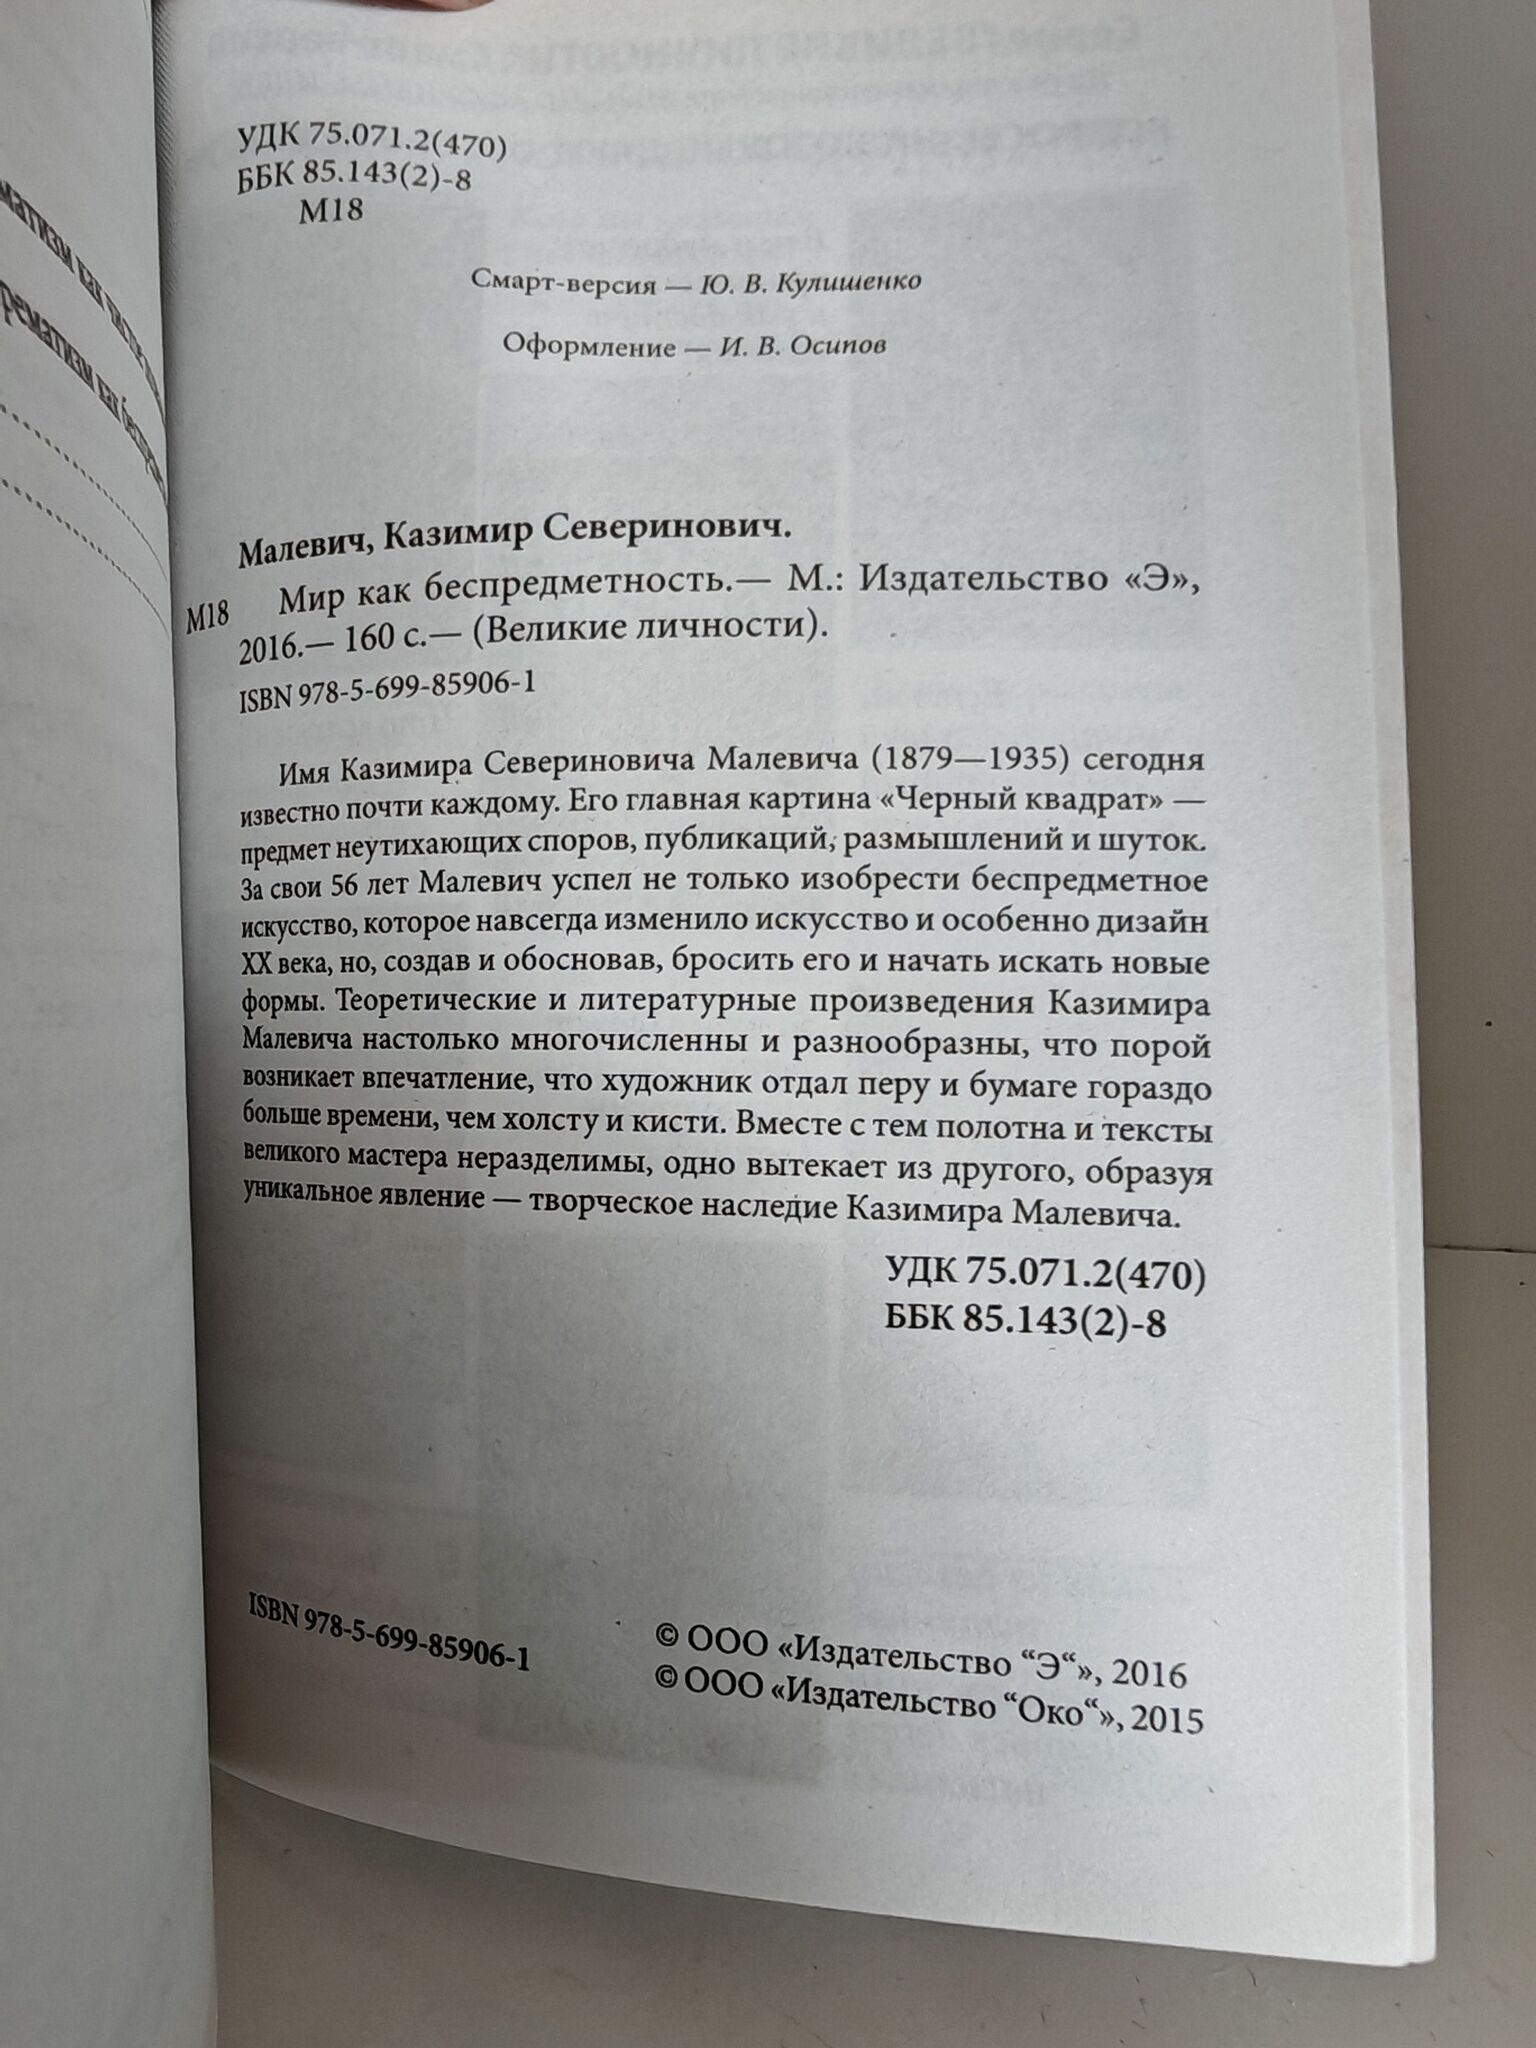 УДК 75.071.2(470)
ББК 85.143(2)-8
М18
Смарт-версия — Ю. В. Кулишенко
Оформление — И. В. Осипов
Малевич, Казимир Северинович.
М18 Мир как беспредметность.— М.: Издательство «Э»,
2016.— 160 с.— (Великие личности).
ISBN 978-5-699-85906-1
Имя Казимира Севериновича Малевича (1879—1935) сегодня
известно почти каждому. Его главная картина «Черный квадрат» —
предмет неутихающих споров, публикаций, размышлений и шуток.
За свои 56 лет Малевич успел не только изобрести беспредметное
искусство, которое навсегда изменило искусство и особенно дизайн
XX века, но, создав и обосновав, бросить его и начать искать новые
формы. Теоретические и литературные произведения Казимира
Малевича настолько многочисленны и разнообразны, что порой
возникает впечатление, что художник отдал перу и бумаге гораздо
больше времени, чем холсту и кисти. Вместе с тем полотна и тексты
великого мастера неразделимы, одно вытекает из другого, образуя
уникальное явление — творческое наследие Казимира Малевича.
УДК 75.071.2(470)
ББК 85.143(2)-8
ISBN 978-5-699-85906-1
© ООО «Издательство “Э“», 2016
© ООО «Издательство “Око“», 2015